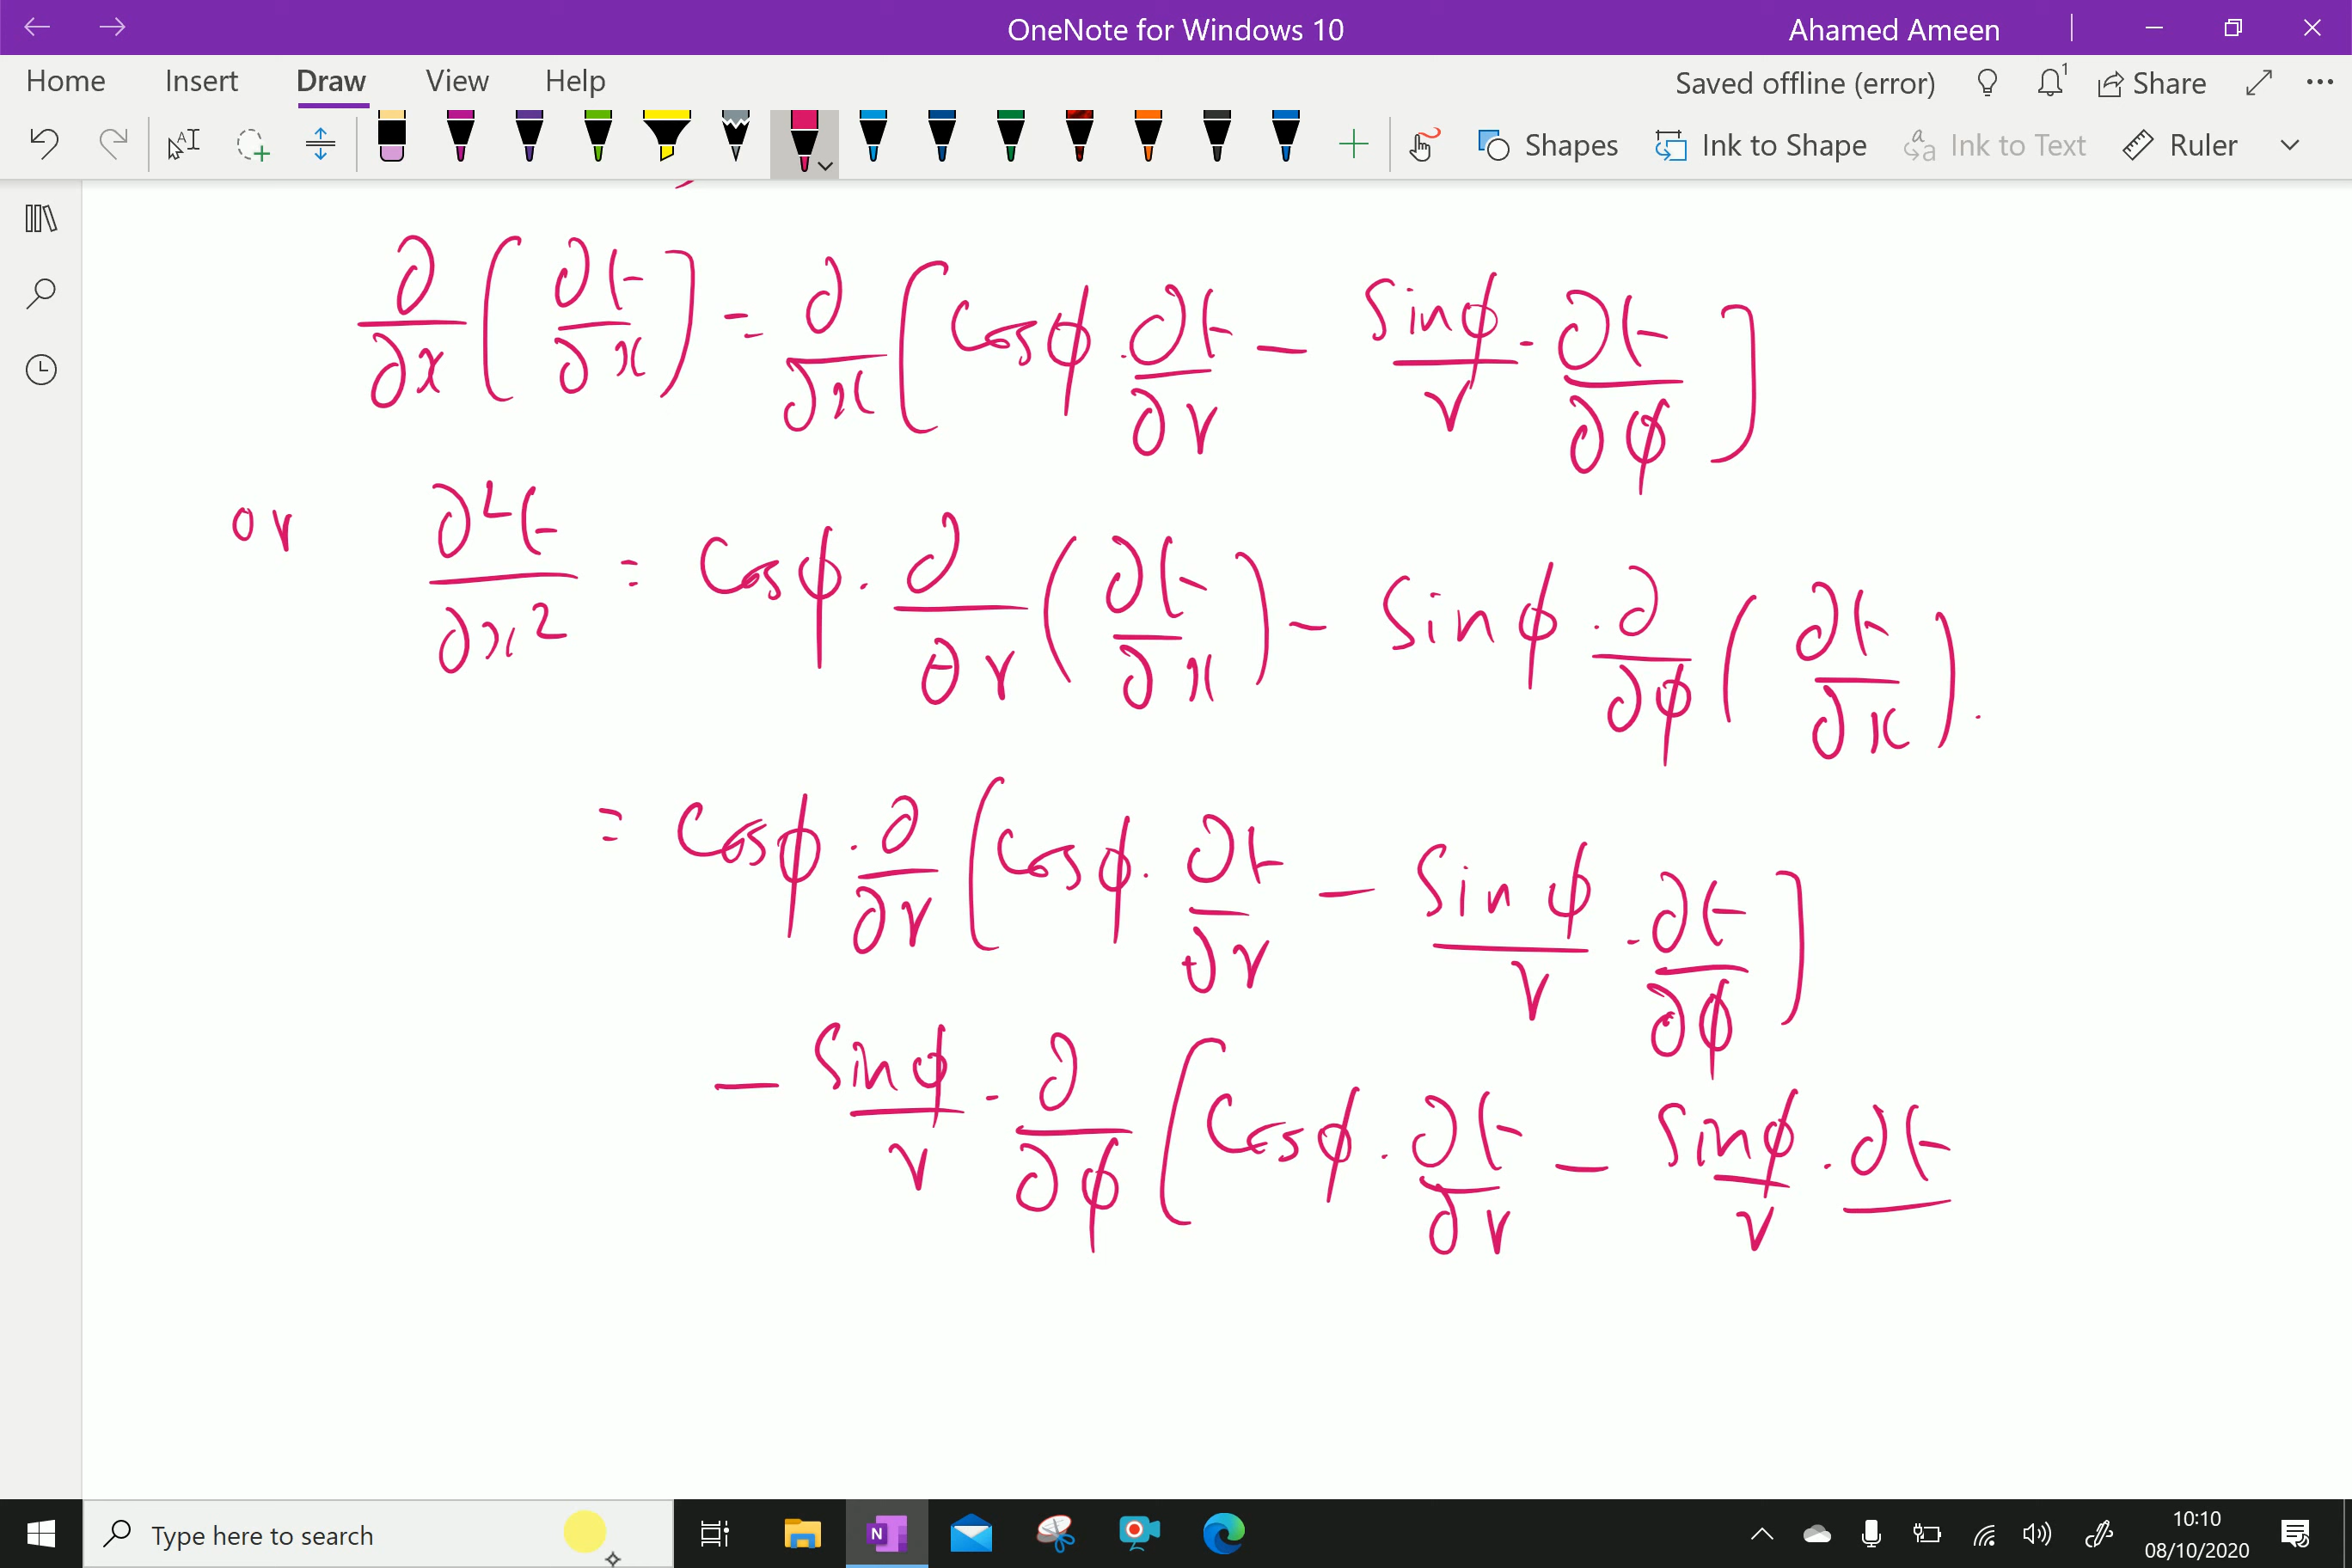 OneNote for Windows 10 Ahamed Ameen
Home Insert Draw View Help Saved offline (error) 1 Share
Shapes Ink to Shape Ink to Text Ruler
∂/∂x (∂t/∂x) = ∂/∂x [Cosφ . ∂t/∂r − Sinφ/r . ∂t/∂φ]
or ∂²t/∂x² = Cosφ . ∂/∂r (∂t/∂x) − Sinφ . ∂/∂φ (∂t/∂x) .
= Cosφ . ∂/∂r [Cosφ . ∂t/∂r − Sinφ/r . ∂t/∂φ]
− Sinφ/r . ∂/∂φ [Cosφ . ∂t/∂r − Sinφ/r . ∂t/
Type here to search
10:10
08/10/2020